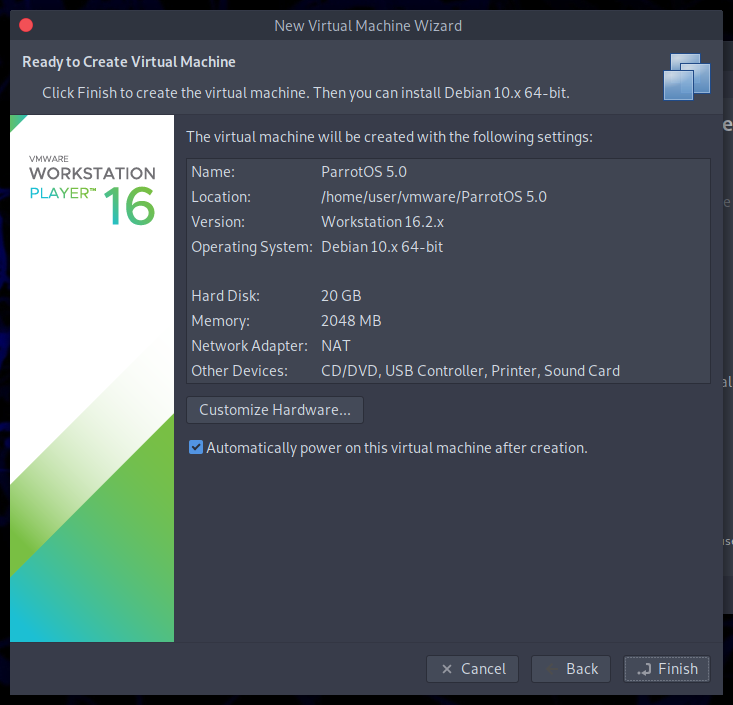 New Virtual Machine Wizard
Ready to Create Virtual Machine
Click Finish to create the virtual machine. Then you can install Debian 10.x 64-bit.
VMWARE
WORKSTATION
PLAYER™ 16
The virtual machine will be created with the following settings:
Name: ParrotOS 5.0
Location: /home/user/vmware/ParrotOS 5.0
Version: Workstation 16.2.x
Operating System: Debian 10.x 64-bit
Hard Disk: 20 GB
Memory: 2048 MB
Network Adapter: NAT
Other Devices: CD/DVD, USB Controller, Printer, Sound Card
Customize Hardware...
Automatically power on this virtual machine after creation.
Cancel Back Finish